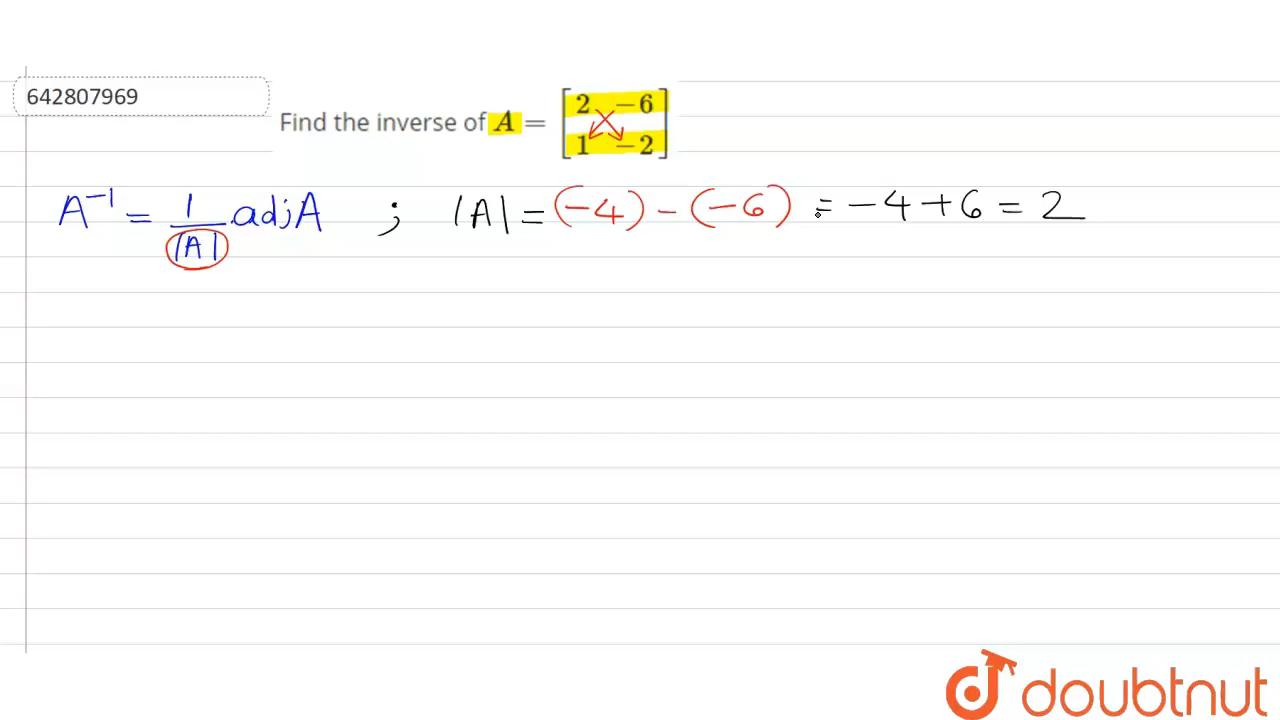 642807969
Find the inverse of A = [2 -6
1 -2]
A⁻¹ = 1/|A| adjA ; |A| = (-4) - (-6) = -4 + 6 = 2
doubtnut